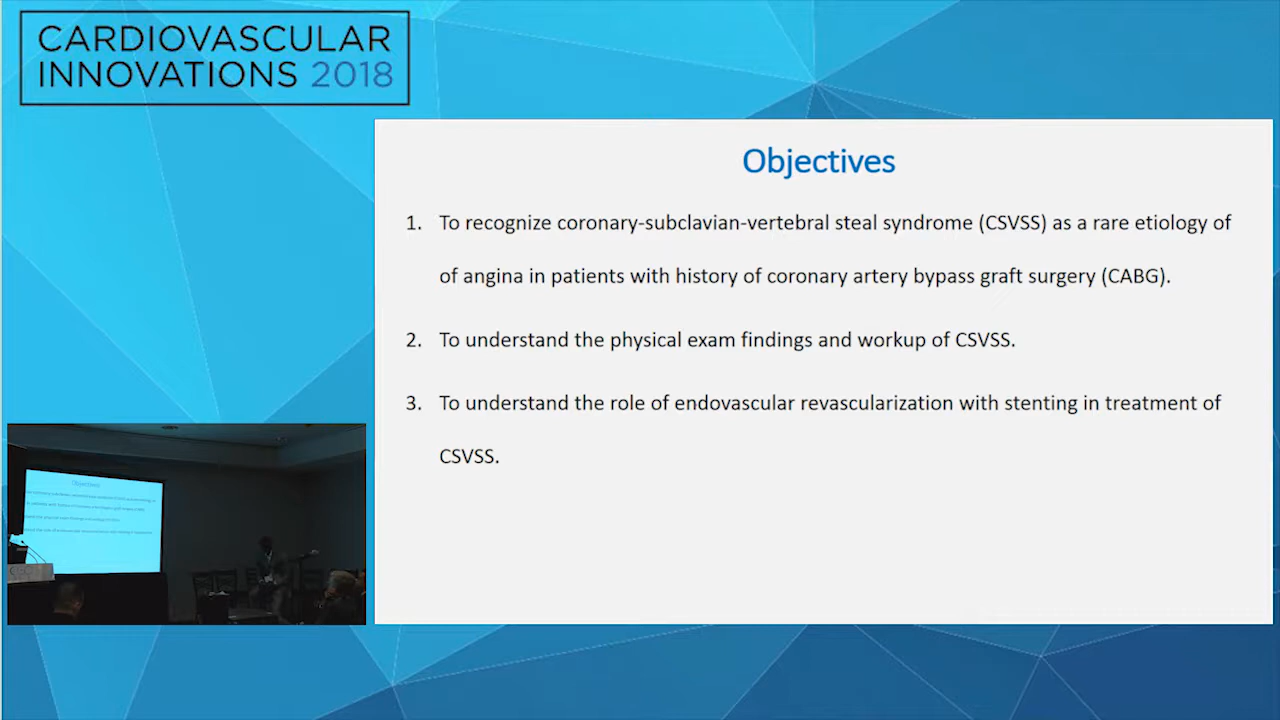 CARDIOVASCULAR
INNOVATIONS 2018
Objectives
1. To recognize coronary-subclavian-vertebral steal syndrome (CSVSS) as a rare etiology of
of angina in patients with history of coronary artery bypass graft surgery (CABG).
2. To understand the physical exam findings and workup of CSVSS.
3. To understand the role of endovascular revascularization with stenting in treatment of
CSVSS.
Objectives